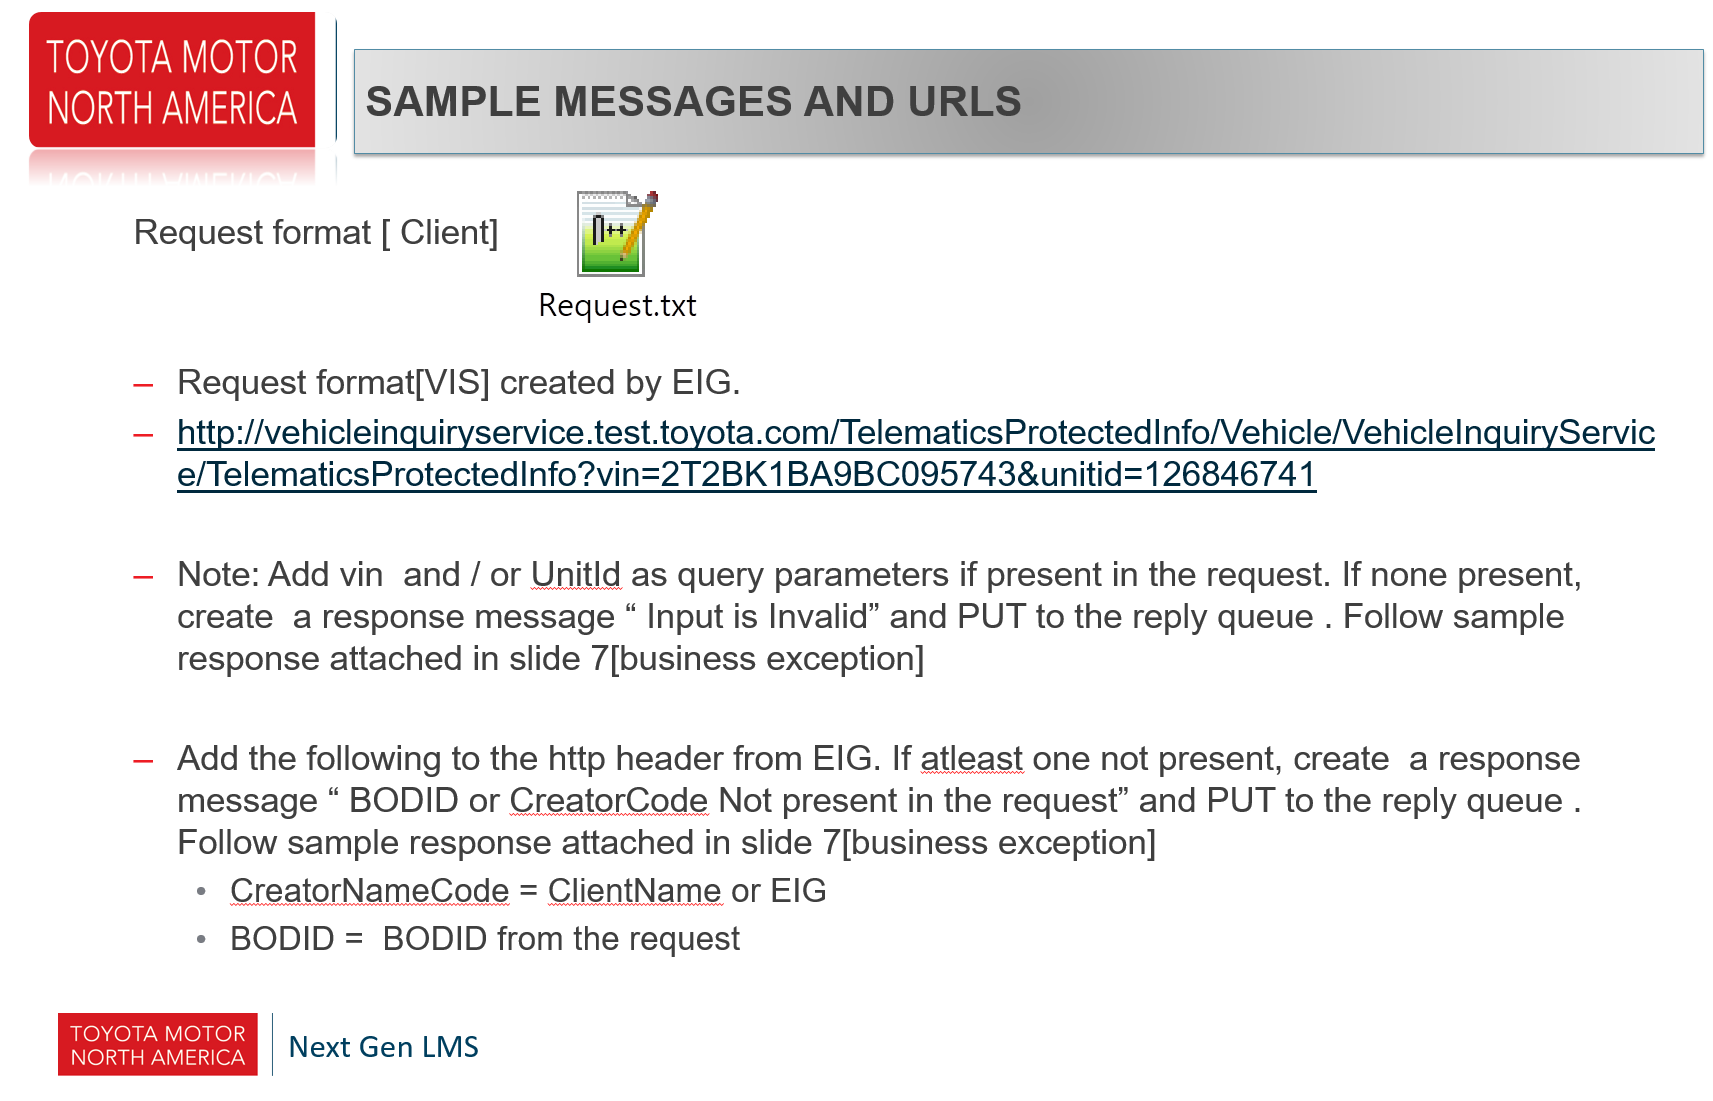 TOYOTA MOTOR
NORTH AMERICA
SAMPLE MESSAGES AND URLS
Request format [ Client]
n++
Request.txt
– Request format[VIS] created by EIG.
– http://vehicleinquiryservice.test.toyota.com/TelematicsProtectedInfo/Vehicle/VehicleInquiryServic
e/TelematicsProtectedInfo?vin=2T2BK1BA9BC095743&unitid=126846741
– Note: Add vin  and / or UnitId as query parameters if present in the request. If none present,
create  a response message “ Input is Invalid” and PUT to the reply queue . Follow sample
response attached in slide 7[business exception]
– Add the following to the http header from EIG. If atleast one not present, create  a response
message “ BODID or CreatorCode Not present in the request” and PUT to the reply queue .
Follow sample response attached in slide 7[business exception]
• CreatorNameCode = ClientName or EIG
• BODID =  BODID from the request
TOYOTA MOTOR
NORTH AMERICA
Next Gen LMS